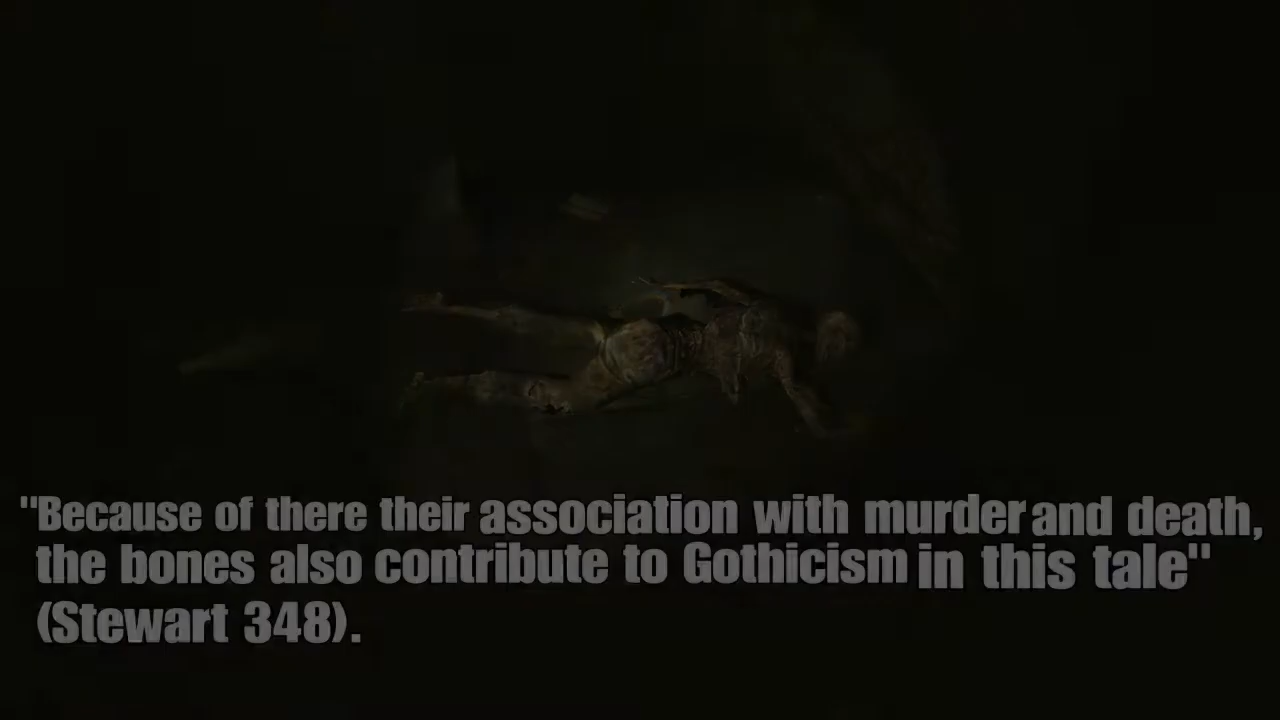 "Because of there their association with murder and death,
the bones also contribute to Gothicism in this tale"
(Stewart 348).